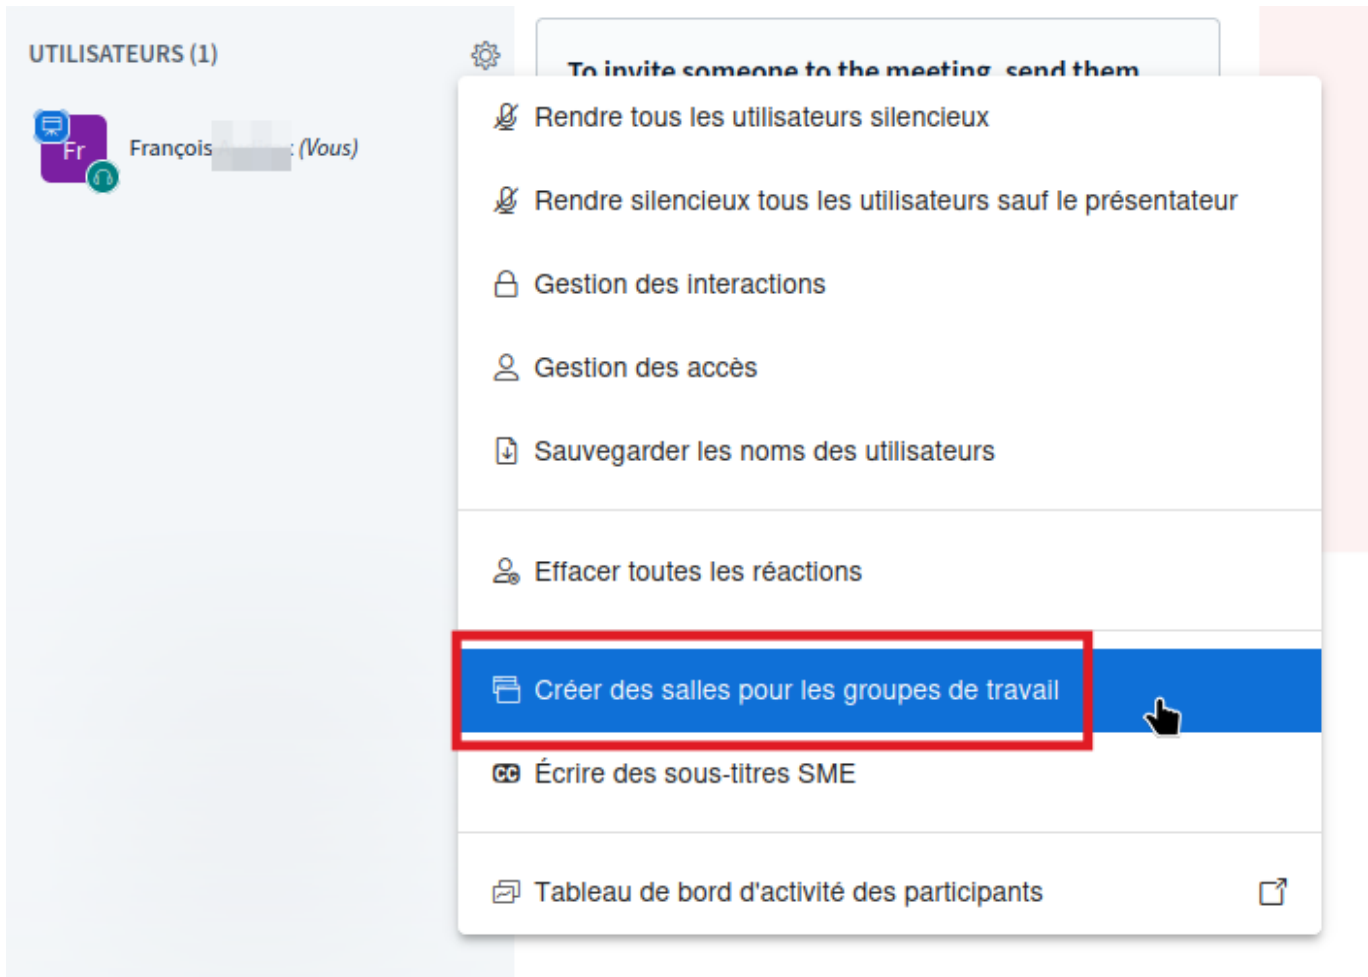 UTILISATEURS (1)
To invite someone to the meeting, send them
Fr
François (Vous)
Rendre tous les utilisateurs silencieux
Rendre silencieux tous les utilisateurs sauf le présentateur
Gestion des interactions
Gestion des accès
Sauvegarder les noms des utilisateurs
Effacer toutes les réactions
Créer des salles pour les groupes de travail
CC Écrire des sous-titres SME
Tableau de bord d'activité des participants